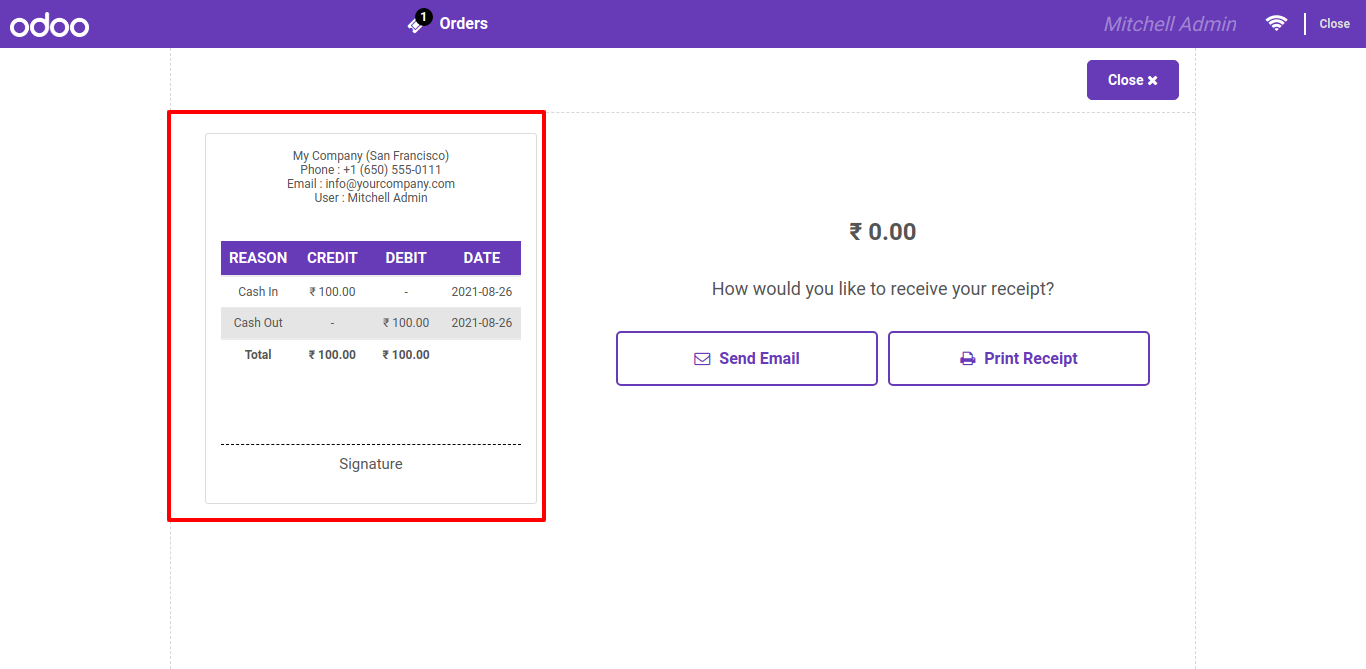 odoo
1
Orders
Mitchell Admin
Close
Close ✖
My Company (San Francisco)
Phone : +1 (650) 555-0111
Email : info@yourcompany.com
User : Mitchell Admin
REASON CREDIT DEBIT DATE
Cash In ₹ 100.00 - 2021-08-26
Cash Out - ₹ 100.00 2021-08-26
Total ₹ 100.00 ₹ 100.00
Signature
₹ 0.00
How would you like to receive your receipt?
Send Email
Print Receipt